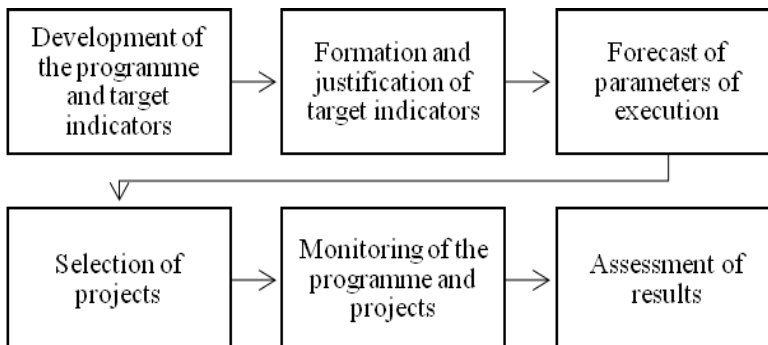 Development of
the programme
and target
indicators
Formation and
justification of
target indicators
Forecast of
parameters of
execution
Selection of
projects
Monitoring of the
programme and
projects
Assessment of
results